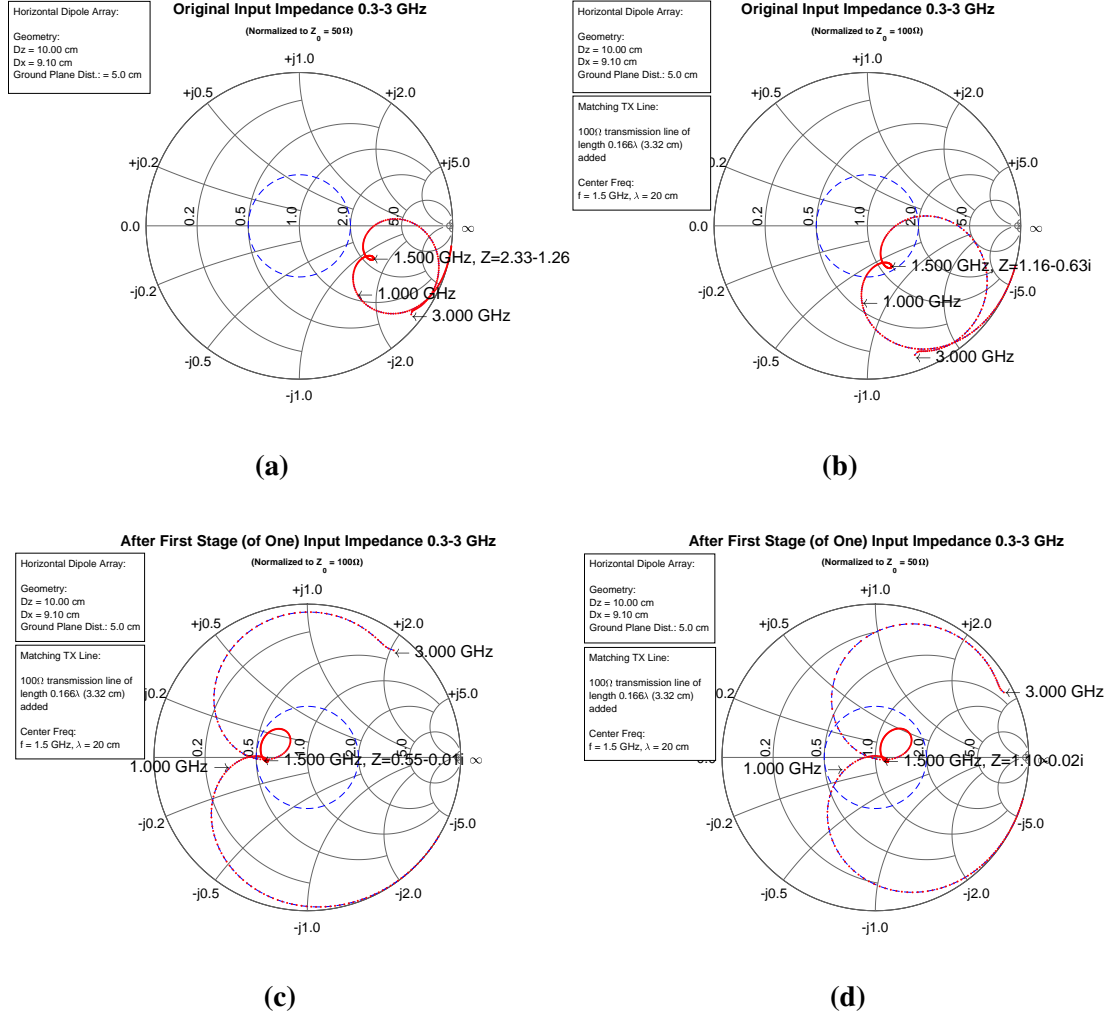 Original Input Impedance 0.3-3 GHz
(Normalized to Z0 = 50Ω)
Horizontal Dipole Array:
Geometry:
Dz = 10.00 cm
Dx = 9.10 cm
Ground Plane Dist.: = 5.0 cm
+j1.0
+j0.5
+j2.0
+j0.2
+j5.0
0.0
0.2
0.5
1.0
2.0
5.0
∞
← 1.500 GHz, Z=2.33-1.26
← 1.000 GHz
← 3.000 GHz
-j0.2
-j0.5
-j2.0
-j1.0
(a)
Original Input Impedance 0.3-3 GHz
(Normalized to Z0 = 100Ω)
Horizontal Dipole Array:
Geometry:
Dz = 10.00 cm
Dx = 9.10 cm
Ground Plane Dist.: 5.0 cm
Matching TX Line:
100Ω transmission line of
length 0.166λ (3.32 cm)
added
Center Freq:
f = 1.5 GHz, λ = 20 cm
+j1.0
+j0.5
+j2.0
0.2
+j5.0
0.0
0.2
0.5
1.0
2.0
5.0
∞
← 1.500 GHz, Z=1.16-0.63i
← 1.000 GHz
← 3.000 GHz
-j0.2
-j5.0
-j0.5
-j2.0
-j1.0
(b)
After First Stage (of One) Input Impedance 0.3-3 GHz
(Normalized to Z0 = 100Ω)
Horizontal Dipole Array:
Geometry:
Dz = 10.00 cm
Dx = 9.10 cm
Ground Plane Dist.: 5.0 cm
Matching TX Line:
100Ω transmission line of
length 0.166λ (3.32 cm)
added
Center Freq:
f = 1.5 GHz, λ = 20 cm
+j1.0
+j0.5
+j2.0
← 3.000 GHz
0.2
+j5.0
0.2
0.5
1.0
2.0
5.0
← 1.500 GHz, Z=0.55-0.01i
∞
1.000 GHz →
-j0.2
-j5.0
-j0.5
-j2.0
-j1.0
(c)
After First Stage (of One) Input Impedance 0.3-3 GHz
(Normalized to Z0 = 50Ω)
Horizontal Dipole Array:
Geometry:
Dz = 10.00 cm
Dx = 9.10 cm
Ground Plane Dist.: 5.0 cm
Matching TX Line:
100Ω transmission line of
length 0.166λ (3.32 cm)
added
Center Freq:
f = 1.5 GHz, λ = 20 cm
+j1.0
+j0.5
+j2.0
← 3.000 GHz
0.2
+j5.0
0.2
0.5
1.0
2.0
5.0
← 1.500 GHz, Z=1.10-0.02i
1.000 GHz →
-j0.2
-j5.0
-j0.5
-j2.0
-j1.0
(d)